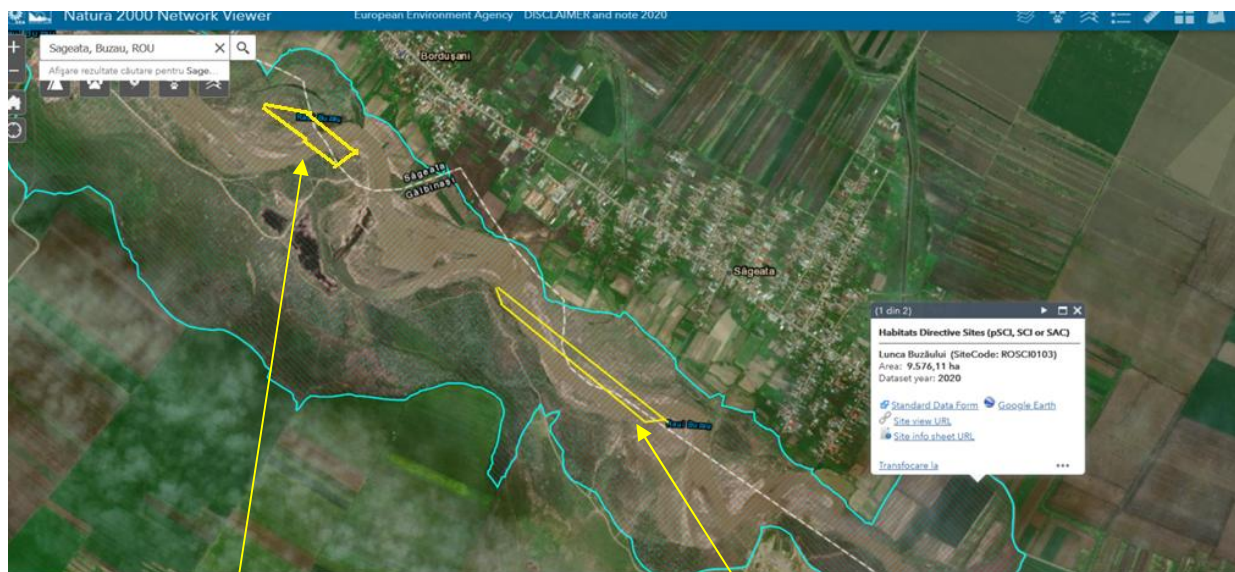 Natura 2000 Network Viewer
European Environment Agency DISCLAIMER and note 2020
Sageata, Buzau, ROU
Afișare rezultate căutare pentru Sage...
Bordușani
Săgeata
Gălbinași
Săgeata
(1 din 2)
Habitats Directive Sites (pSCI, SCI or SAC)
Lunca Buzăului (SiteCode: ROSCI0103)
Area: 9.576,11 ha
Dataset year: 2020
Standard Data Form Google Earth
Site view URL
Site info sheet URL
Transfocare la